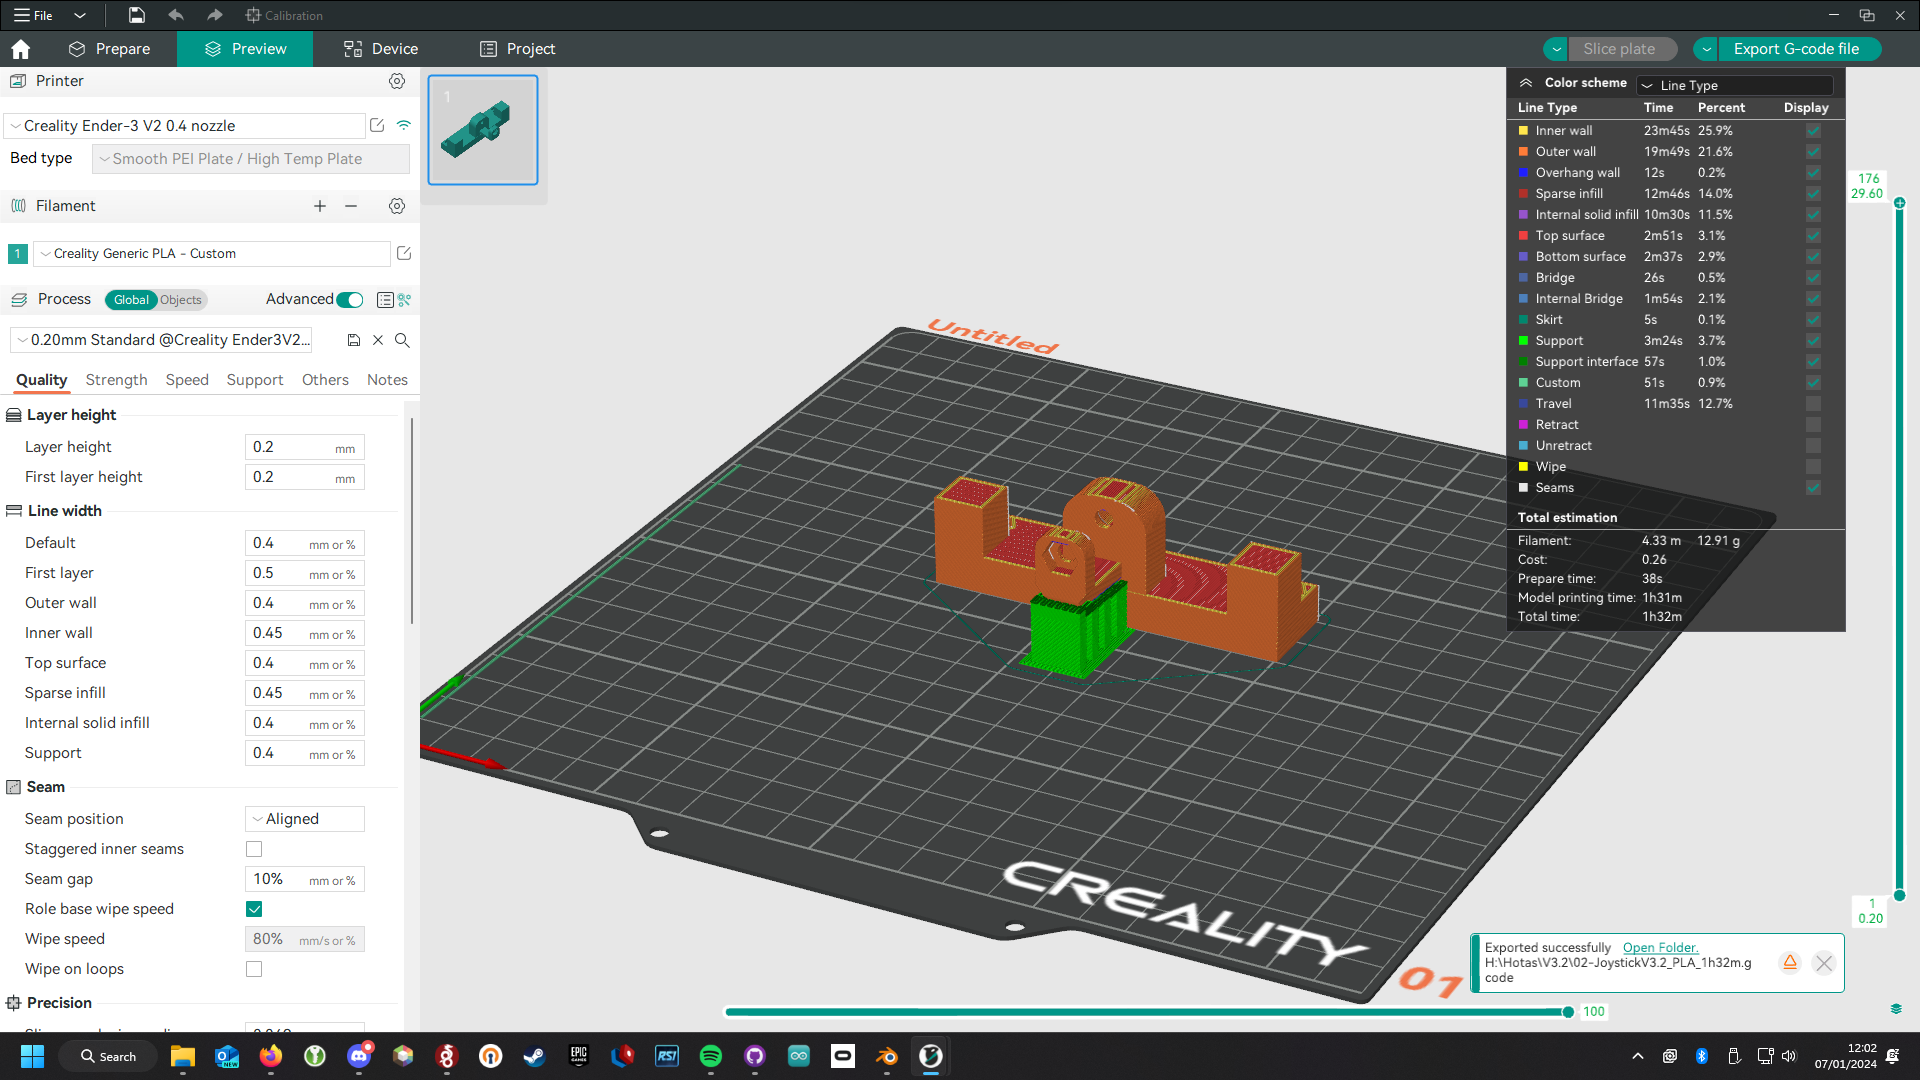 File
Calibration
Prepare
Preview
Device
Project
Slice plate
Export G-code file
Printer
Creality Ender-3 V2 0.4 nozzle
Bed type
Smooth PEI Plate / High Temp Plate
Filament
1
Creality Generic PLA - Custom
Process
Global
Objects
Advanced
0.20mm Standard @Creality Ender3V2...
Quality
Strength
Speed
Support
Others
Notes
Layer height
Layer height 0.2 mm
First layer height 0.2 mm
Line width
Default 0.4 mm or %
First layer 0.5 mm or %
Outer wall 0.4 mm or %
Inner wall 0.45 mm or %
Top surface 0.4 mm or %
Sparse infill 0.45 mm or %
Internal solid infill 0.4 mm or %
Support 0.4 mm or %
Seam
Seam position Aligned
Staggered inner seams
Seam gap 10% mm or %
Role base wipe speed
Wipe speed 80% mm/s or %
Wipe on loops
Precision
1
Untitled
CREALITY
01
Color scheme Line Type
Line Type Time Percent Display
Inner wall 23m45s 25.9%
Outer wall 19m49s 21.6%
Overhang wall 12s 0.2%
Sparse infill 12m46s 14.0%
Internal solid infill 10m30s 11.5%
Top surface 2m51s 3.1%
Bottom surface 2m37s 2.9%
Bridge 26s 0.5%
Internal Bridge 1m54s 2.1%
Skirt 5s 0.1%
Support 3m24s 3.7%
Support interface 57s 1.0%
Custom 51s 0.9%
Travel 11m35s 12.7%
Retract
Unretract
Wipe
Seams
Total estimation
Filament: 4.33 m 12.91 g
Cost: 0.26
Prepare time: 38s
Model printing time: 1h31m
Total time: 1h32m
176
29.60
1
0.20
Exported successfully Open Folder.
H:\Hotas\V3.2\02-JoystickV3.2_PLA_1h32m.g
code
100
Search
NEW
EPIC
GAMES
RSI
12:02
07/01/2024